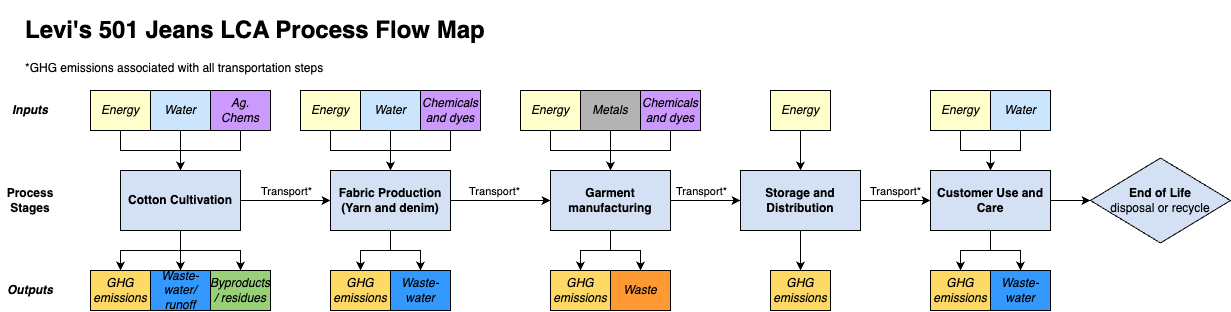 Levi's 501 Jeans LCA Process Flow Map
*GHG emissions associated with all transportation steps
Inputs
Energy
Water
Ag.
Chems
Energy
Water
Chemicals
and dyes
Energy
Metals
Chemicals
and dyes
Energy
Energy
Water
Process
Stages
Cotton Cultivation
Transport*
Fabric Production
(Yarn and denim)
Transport*
Garment
manufacturing
Transport*
Storage and
Distribution
Transport*
Customer Use and
Care
End of Life
disposal or recycle
Outputs
GHG
emissions
Waste-
water/
runoff
Byproducts
/ residues
GHG
emissions
Waste-
water
GHG
emissions
Waste
GHG
emissions
GHG
emissions
Waste-
water